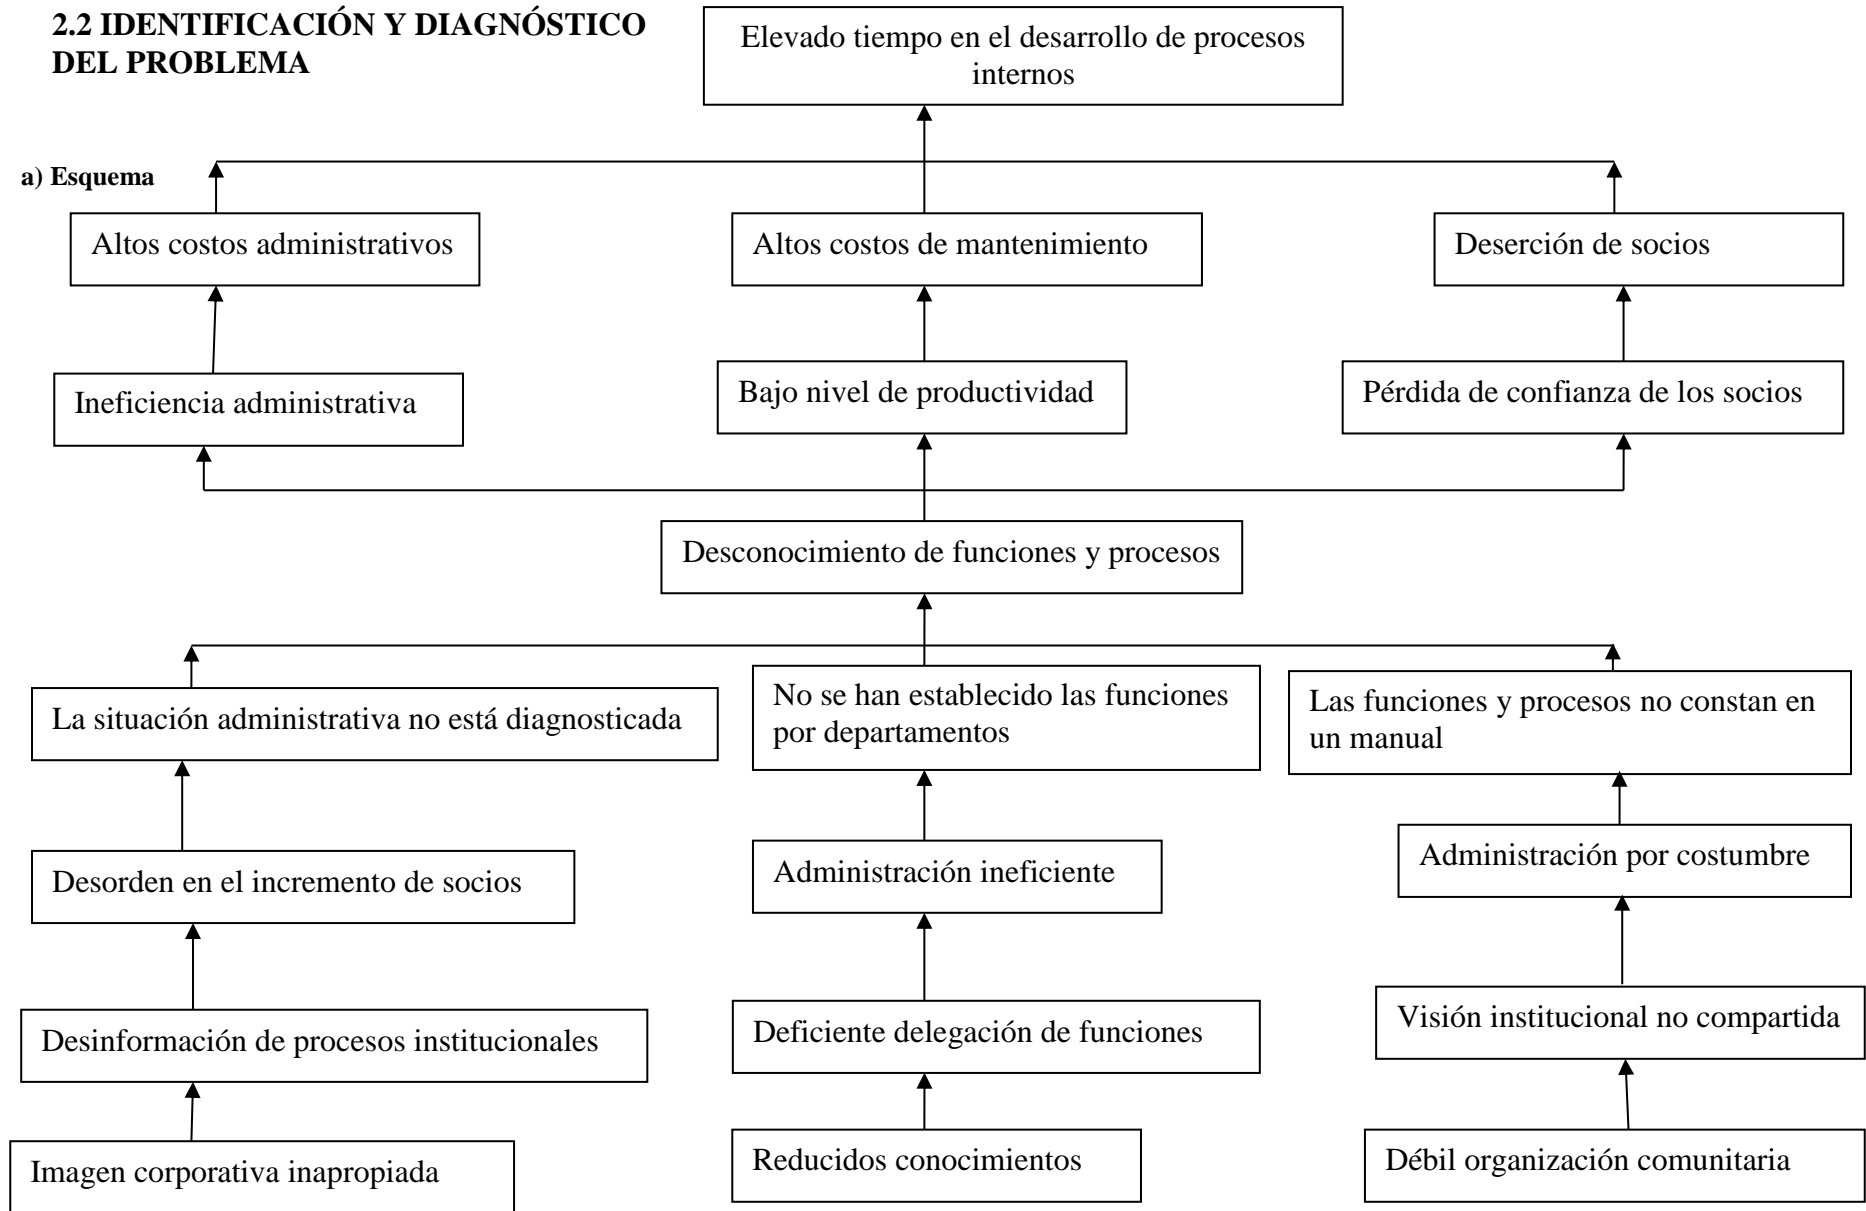 2.2 IDENTIFICACIÓN Y DIAGNÓSTICO
DEL PROBLEMA
Elevado tiempo en el desarrollo de procesos
internos
a) Esquema
Altos costos administrativos
Altos costos de mantenimiento
Deserción de socios
Ineficiencia administrativa
Bajo nivel de productividad
Pérdida de confianza de los socios
Desconocimiento de funciones y procesos
La situación administrativa no está diagnosticada
No se han establecido las funciones
por departamentos
Las funciones y procesos no constan en
un manual
Desorden en el incremento de socios
Administración ineficiente
Administración por costumbre
Desinformación de procesos institucionales
Deficiente delegación de funciones
Visión institucional no compartida
Imagen corporativa inapropiada
Reducidos conocimientos
Débil organización comunitaria